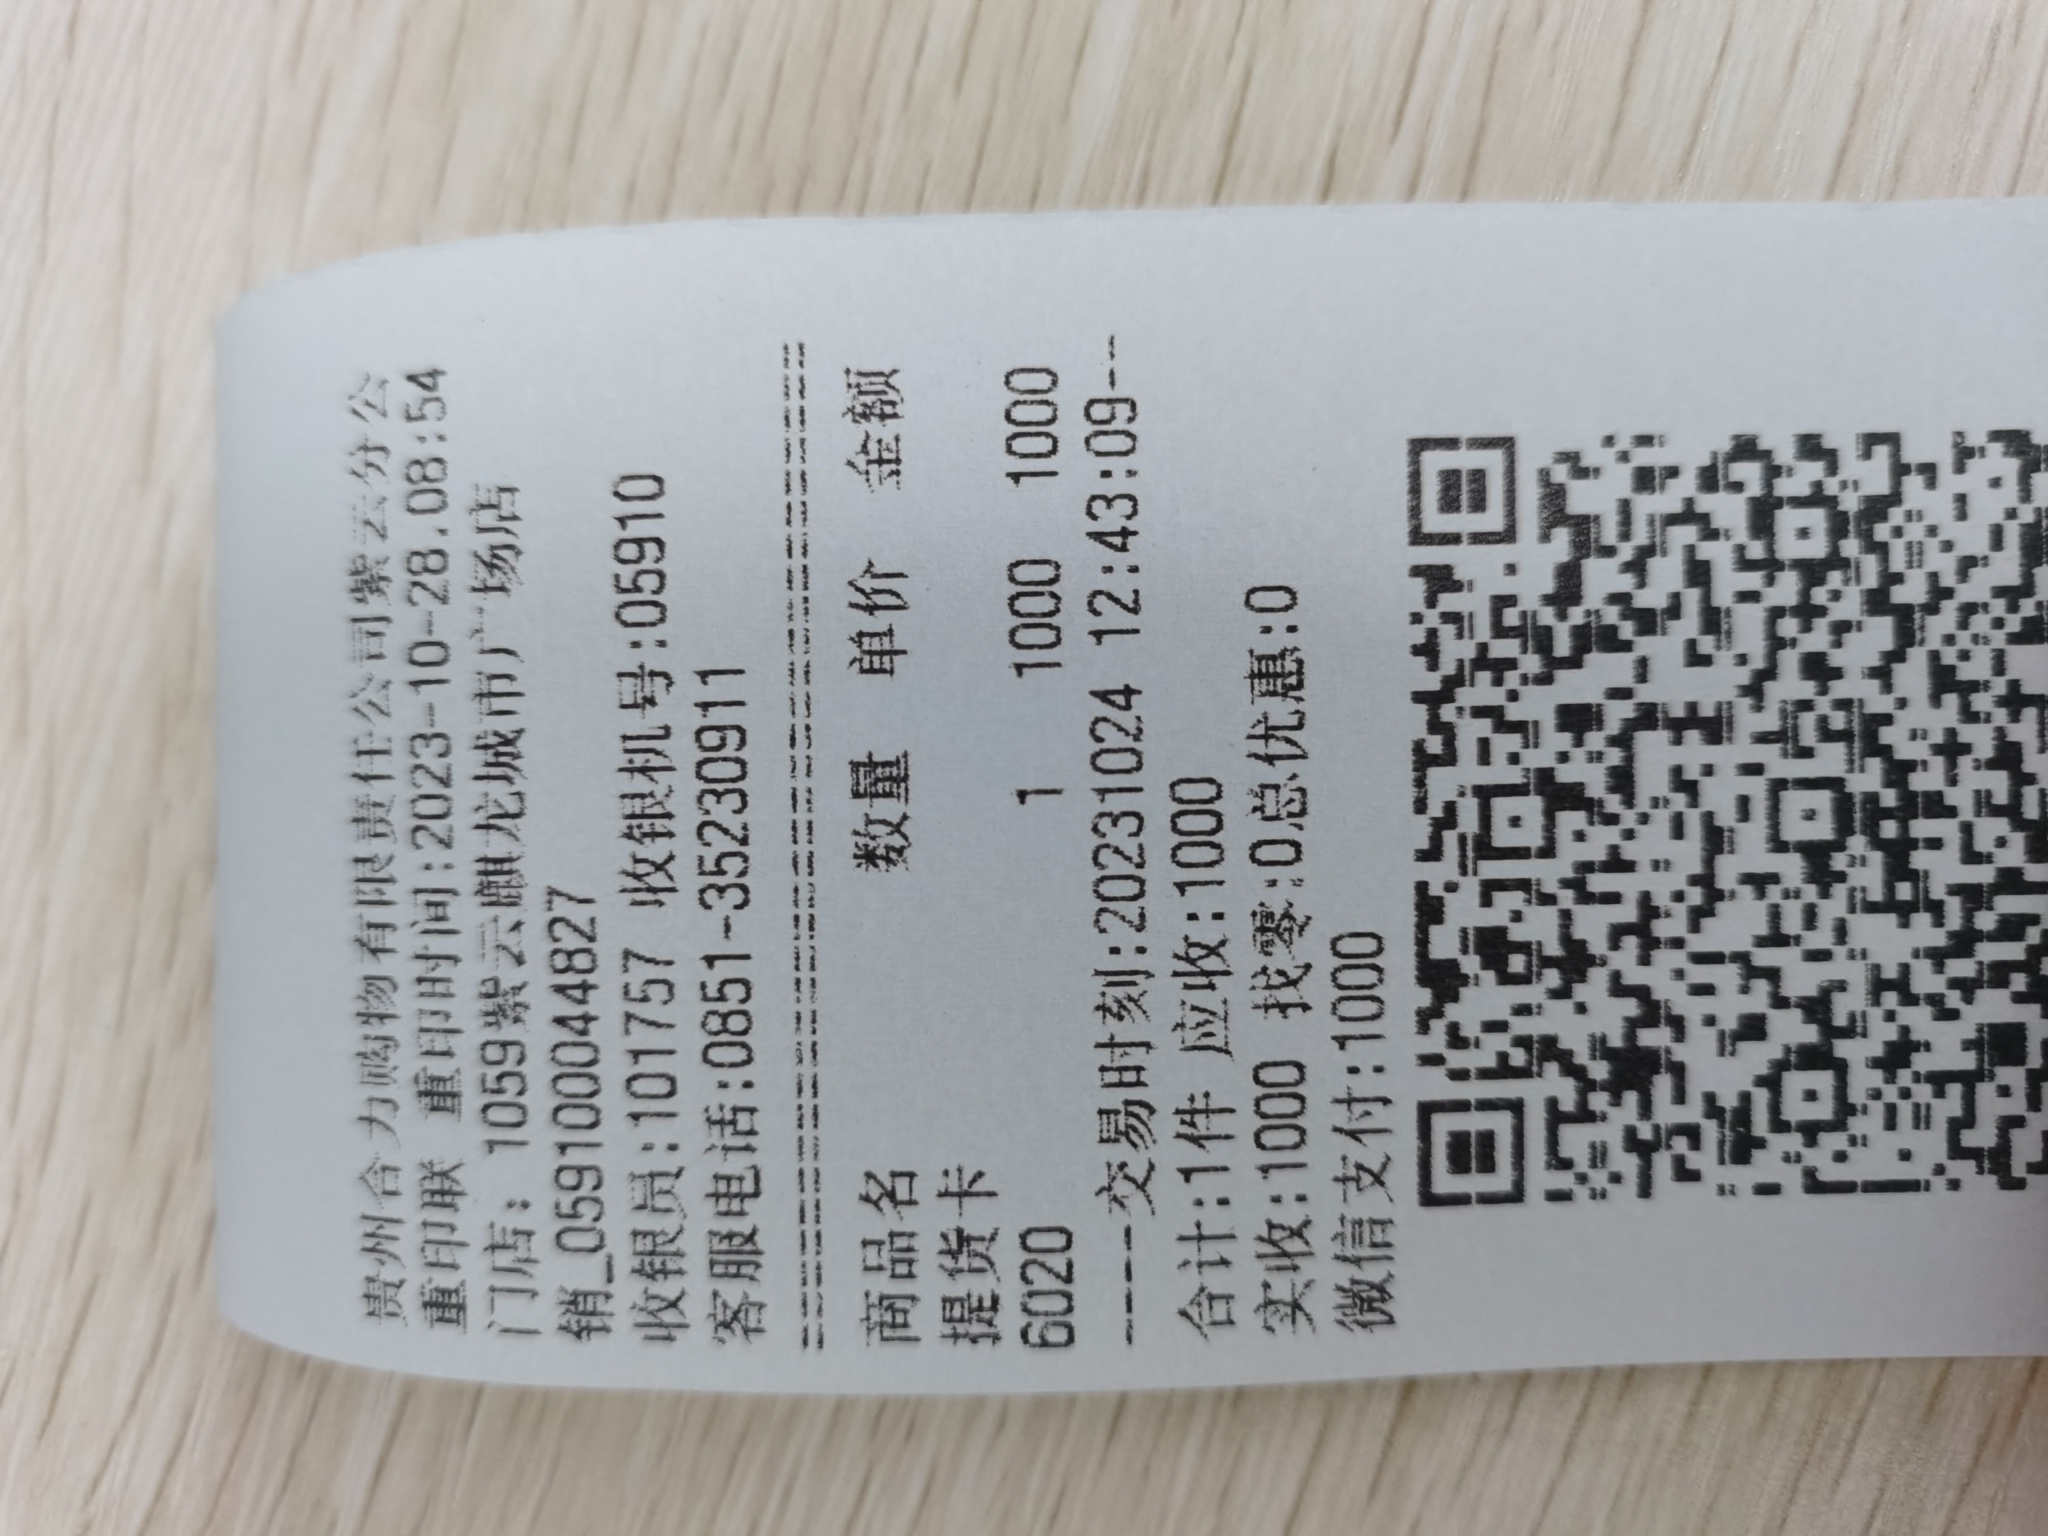 贵州合力购物有限责任公司紫云分公
重印联 重印时间:2023-10-28.08:54
门店: 1059紫云麒龙城市广场店
销_05910004827
收银员:101757 收银机号:05910
客服电话:0851-35230911
==============================
商品名 数量 单价 金额
提货卡
6020 1 1000 1000
-----交易时刻:20231024 12:43:09--
合计:1件 应收:1000
实收:1000 找零:0总优惠:0
微信支付:1000